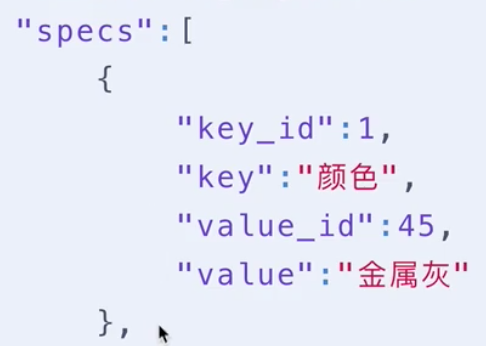 "specs":[
{
"key_id":1,
"key":"颜色",
"value_id":45,
"value":"金属灰"
},